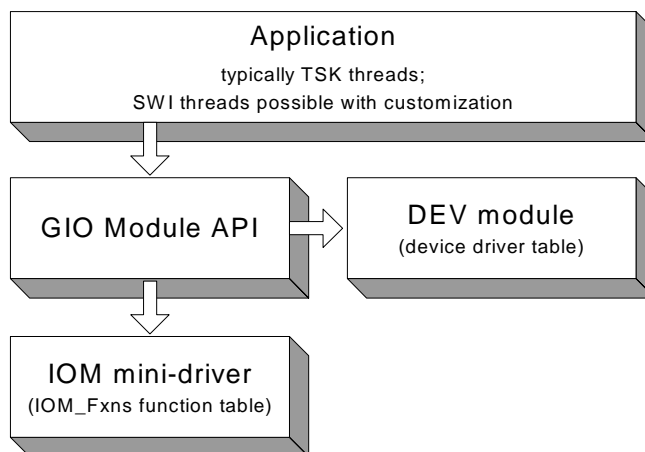 Application
typically TSK threads;
SWI threads possible with customization
GIO Module API
DEV module
(device driver table)
IOM mini-driver
(IOM_Fxns function table)